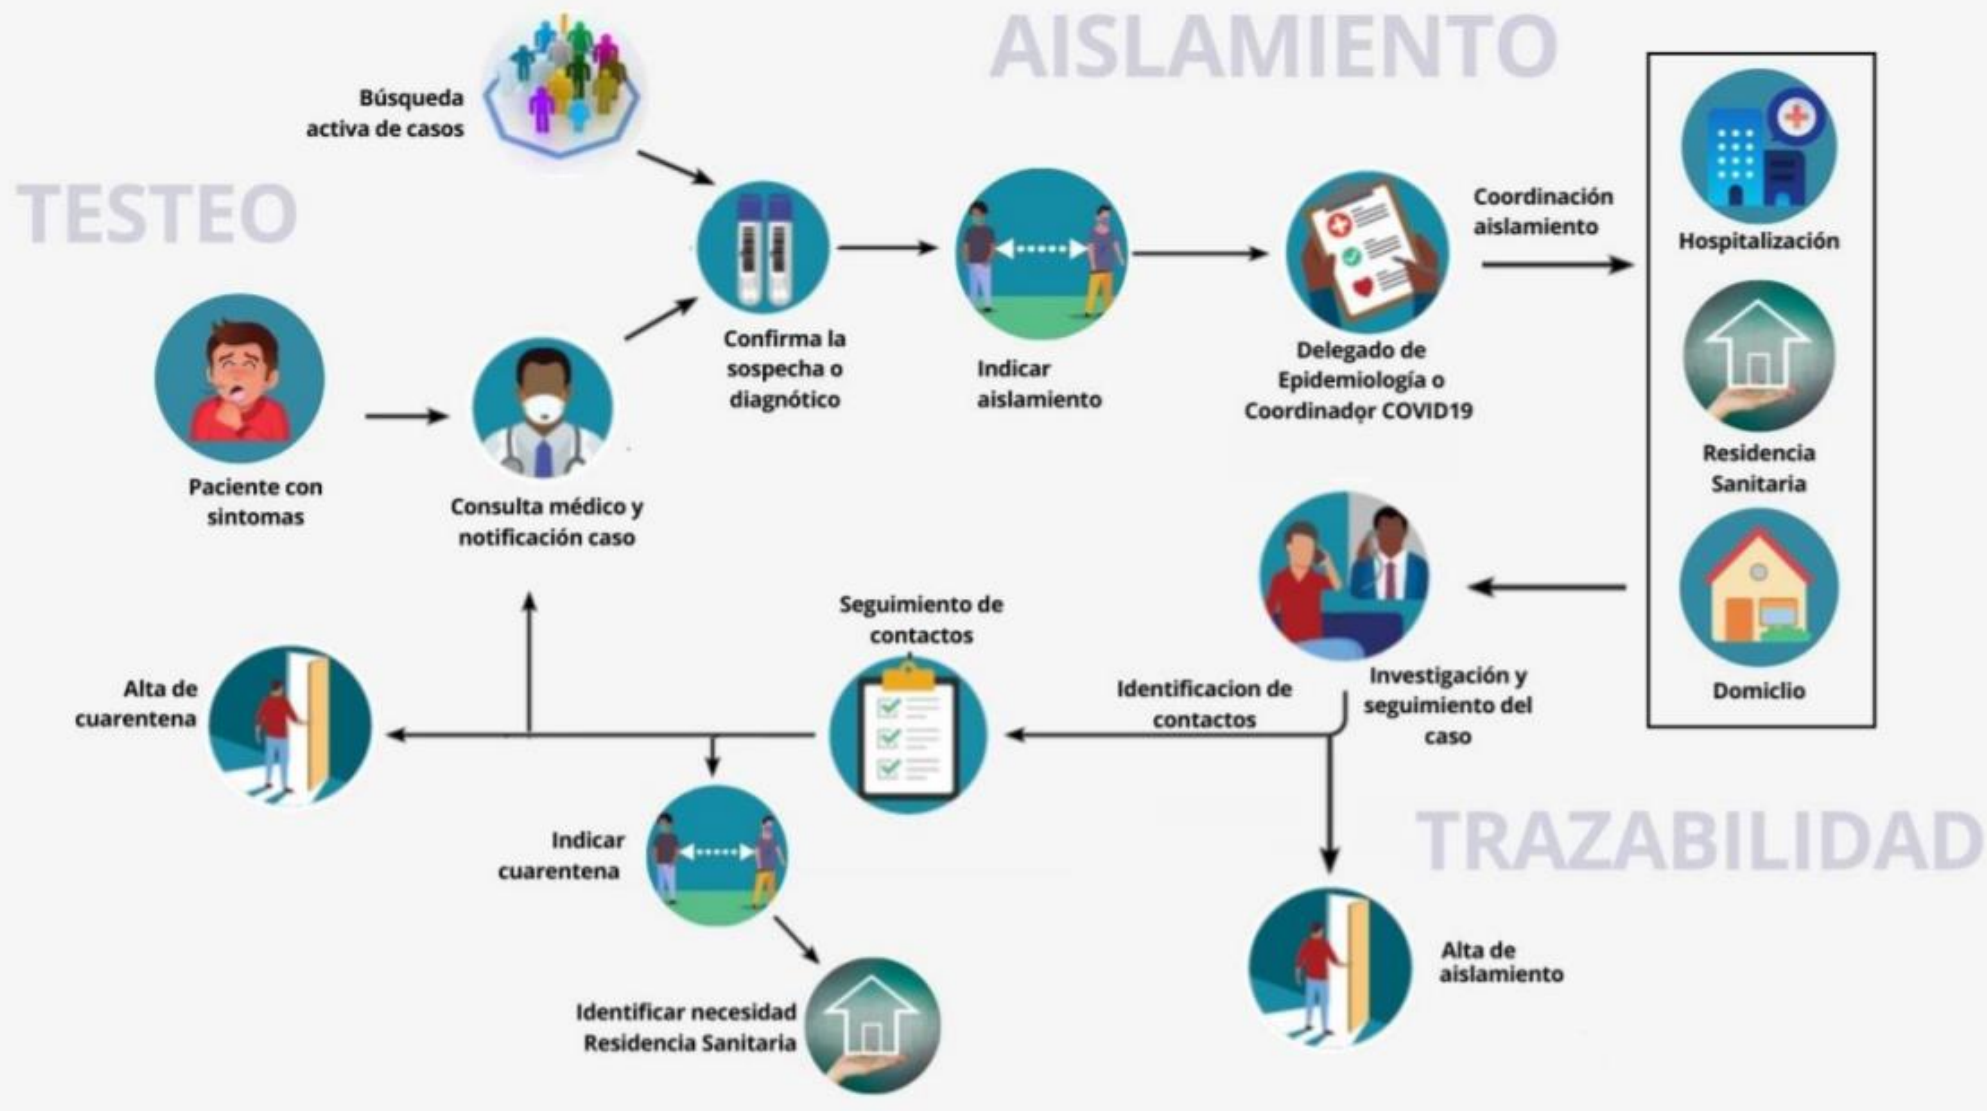 AISLAMIENTO
Búsqueda
activa de casos
TESTEO
Coordinación
aislamiento
Hospitalización
Confirma la
sospecha o
diagnótico
Indicar
aislamiento
Delegado de
Epidemiología o
Coordinador COVID19
Residencia
Sanitaria
Paciente con
sintomas
Consulta médico y
notificación caso
Domiclio
Seguimiento de
contactos
Identificacion de
contactos
Investigación y
seguimiento del
caso
Alta de
cuarentena
TRAZABILIDAD
Indicar
cuarentena
Alta de
aislamiento
Identificar necesidad
Residencia Sanitaria